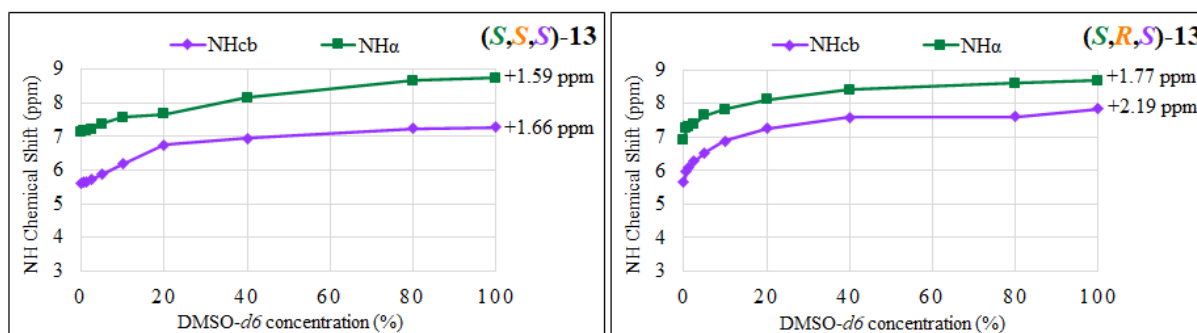 NHcb NHα (S,S,S)-13
9
8
7
6
5
4
3
+1.59 ppm
+1.66 ppm
NH Chemical Shift (ppm)
0 20 40 60 80 100
DMSO-d6 concentration (%)
NHcb NHα (S,R,S)-13
9
8
7
6
5
4
3
+1.77 ppm
+2.19 ppm
NH Chemical Shift (ppm)
0 20 40 60 80 100
DMSO-d6 concentration (%)